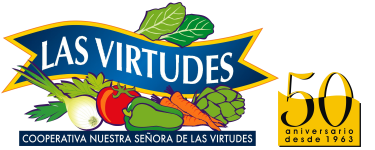 LAS VIRTUDES
COOPERATIVA NUESTRA SEÑORA DE LAS VIRTUDES
50
aniversario
desde 1963